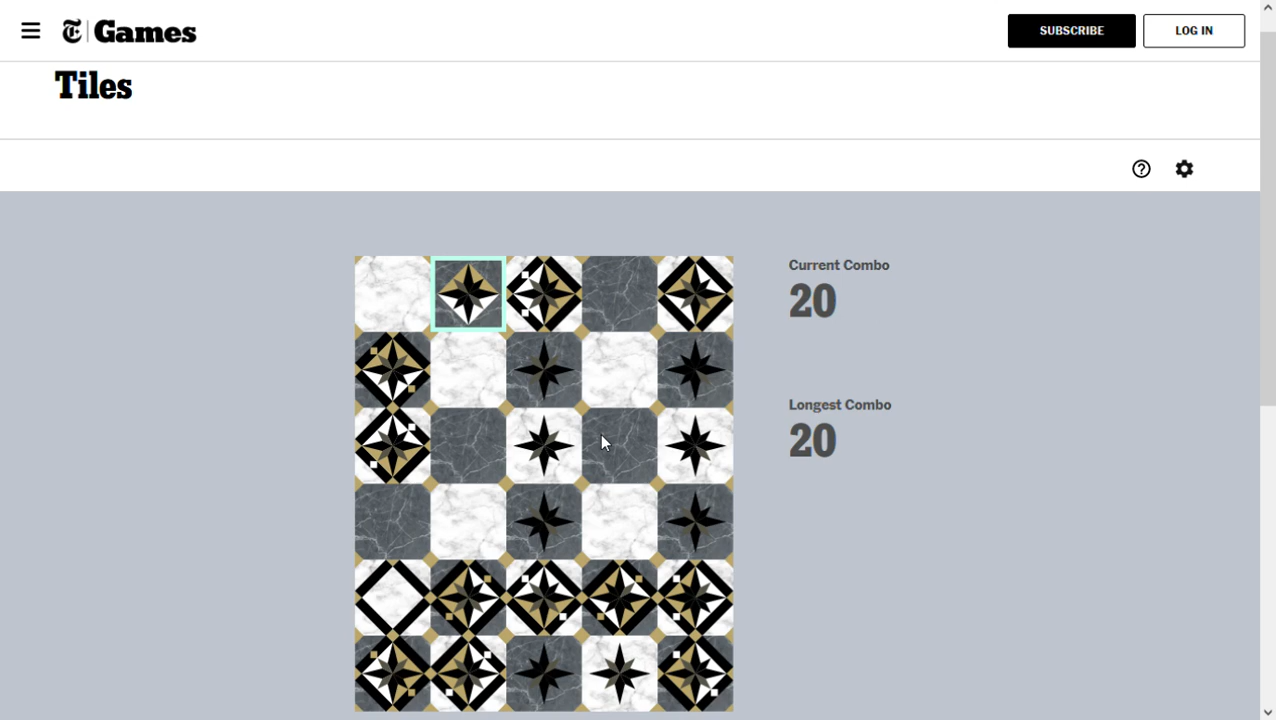 T Games
SUBSCRIBE
LOG IN
Tiles
Current Combo
20
Longest Combo
20